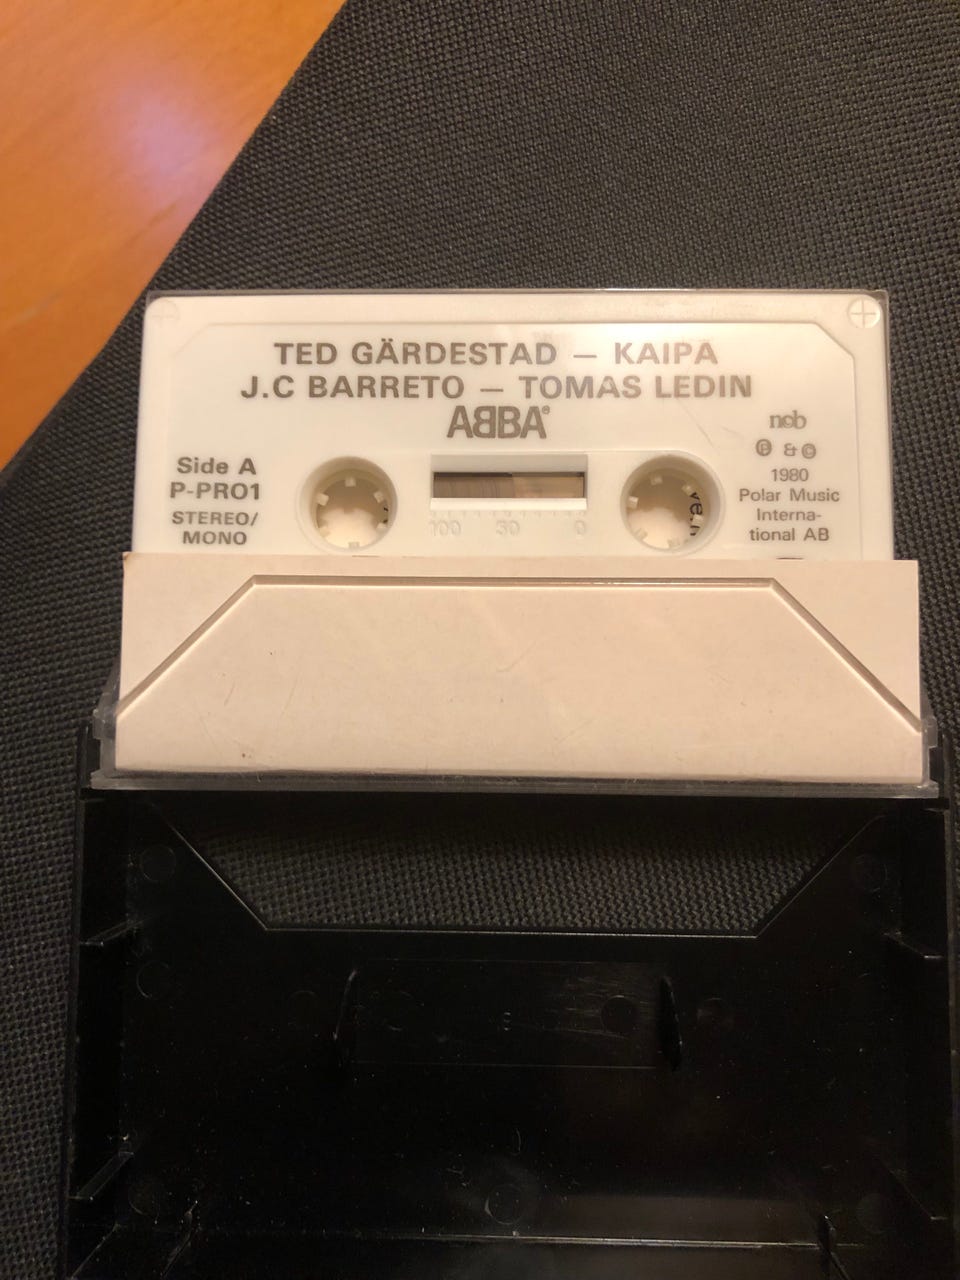 TED GÄRDESTAD — KAIPA
J.C BARRETO — TOMAS LEDIN
ABBA®
Side A
P-PRO1
STEREO/
MONO
100 50 0
ncb
℗ & ©
1980
Polar Music
Interna-
tional AB